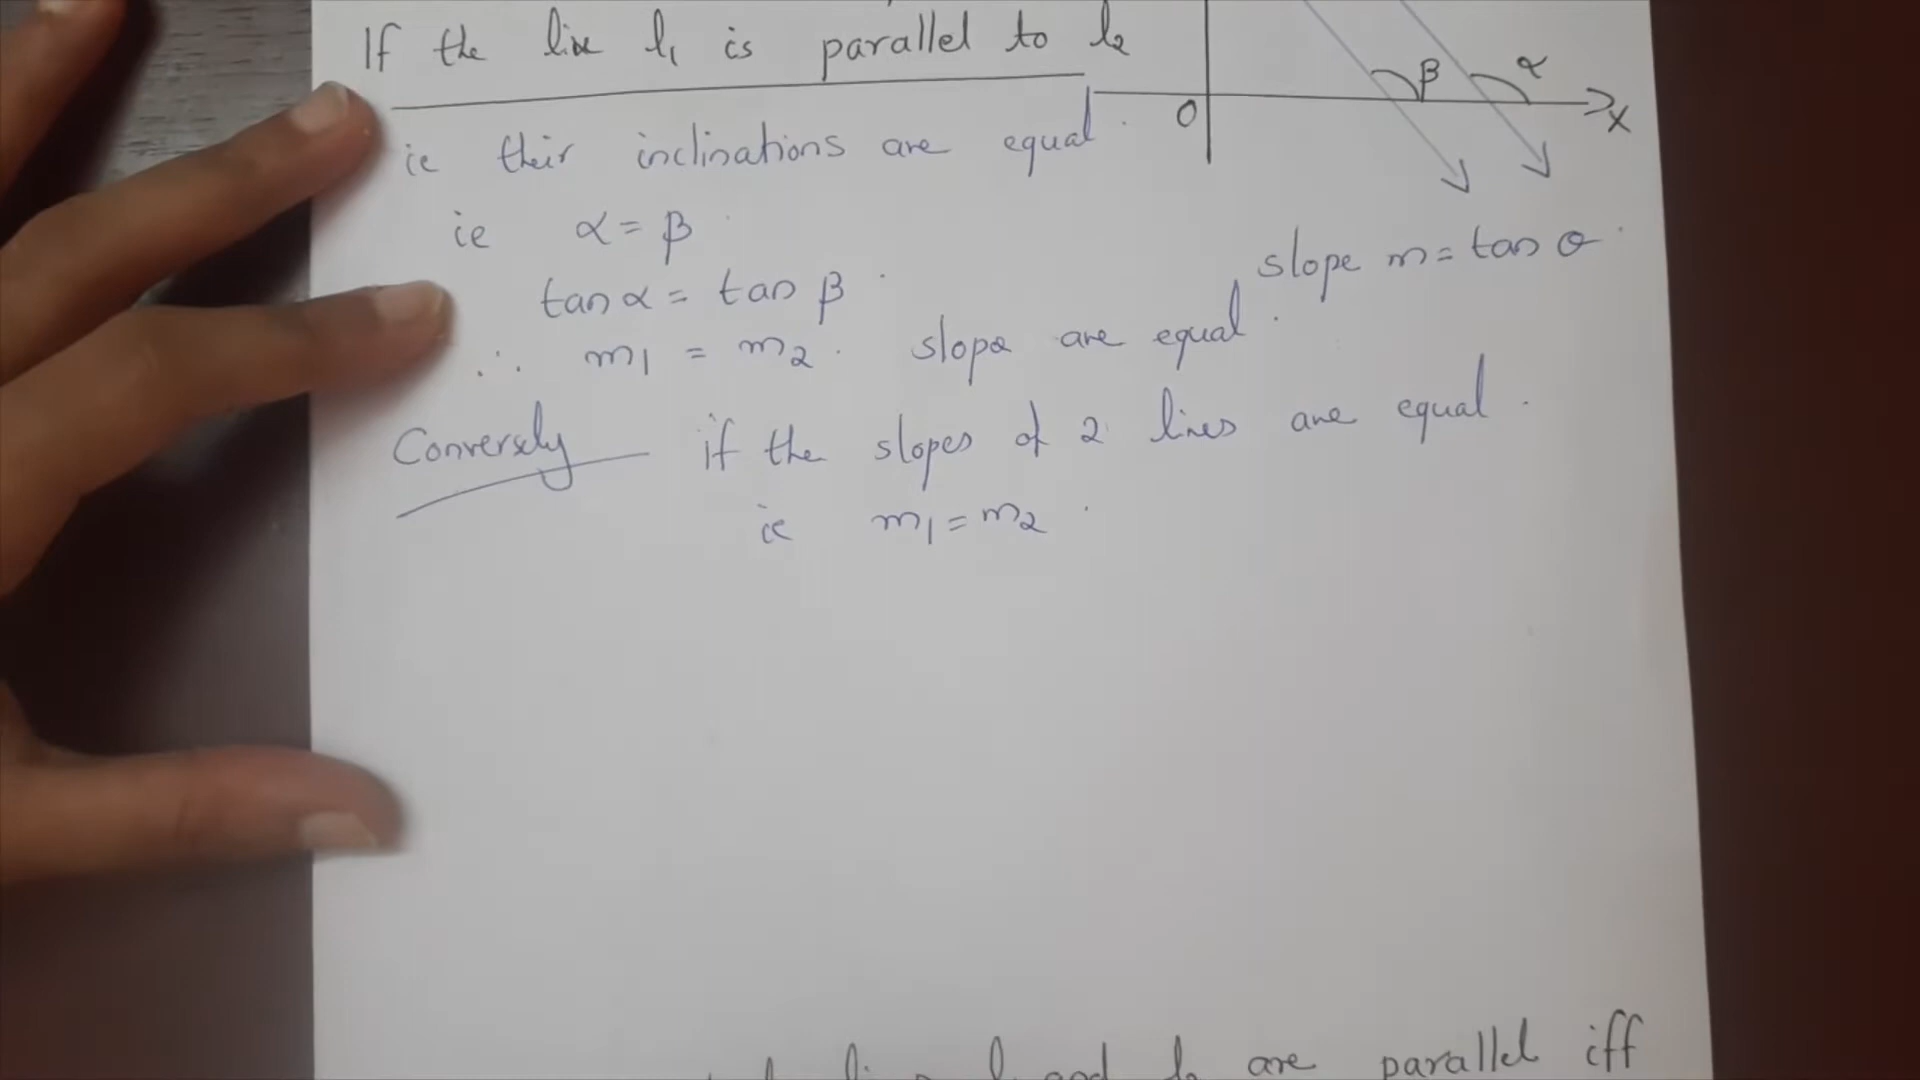 If the line l₁ is parallel to l₂
β α
O X
ie their inclinations are equal.
ie α = β.
slope m = tan θ.
tan α = tan β.
∴ m₁ = m₂. slope are equal.
Conversely if the slopes of 2 lines are equal.
ie m₁ = m₂.
and are parallel iff